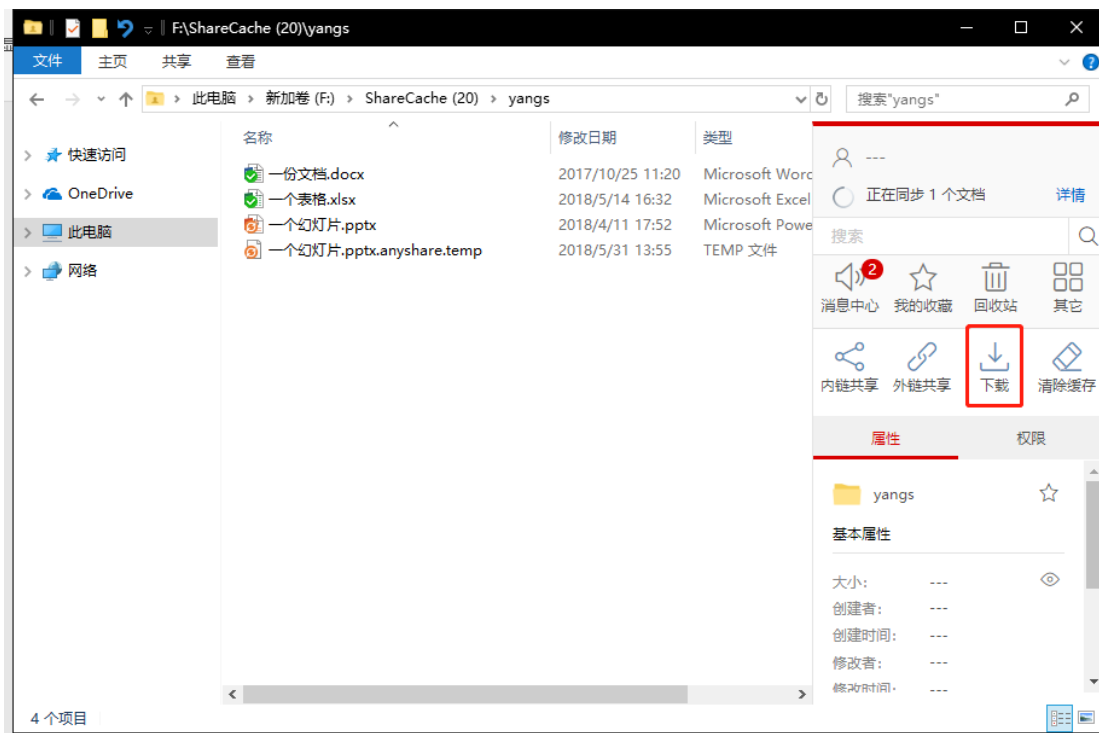 F:\ShareCache (20)\yangs
文件 主页 共享 查看
此电脑 新加卷 (F:) ShareCache (20) yangs 搜索"yangs"
名称 修改日期 类型
快速访问
OneDrive
此电脑
网络
一份文档.docx 2017/10/25 11:20 Microsoft Word
一个表格.xlsx 2018/5/14 16:32 Microsoft Excel
一个幻灯片.pptx 2018/4/11 17:52 Microsoft Powe
一个幻灯片.pptx.anyshare.temp 2018/5/31 13:55 TEMP 文件
---
正在同步 1 个文档 详情
搜索
2
消息中心 我的收藏 回收站 其它
内链共享 外链共享 下载 清除缓存
属性 权限
yangs
基本属性
大小: ---
创建者: ---
创建时间: ---
修改者: ---
修改时间: ---
4 个项目